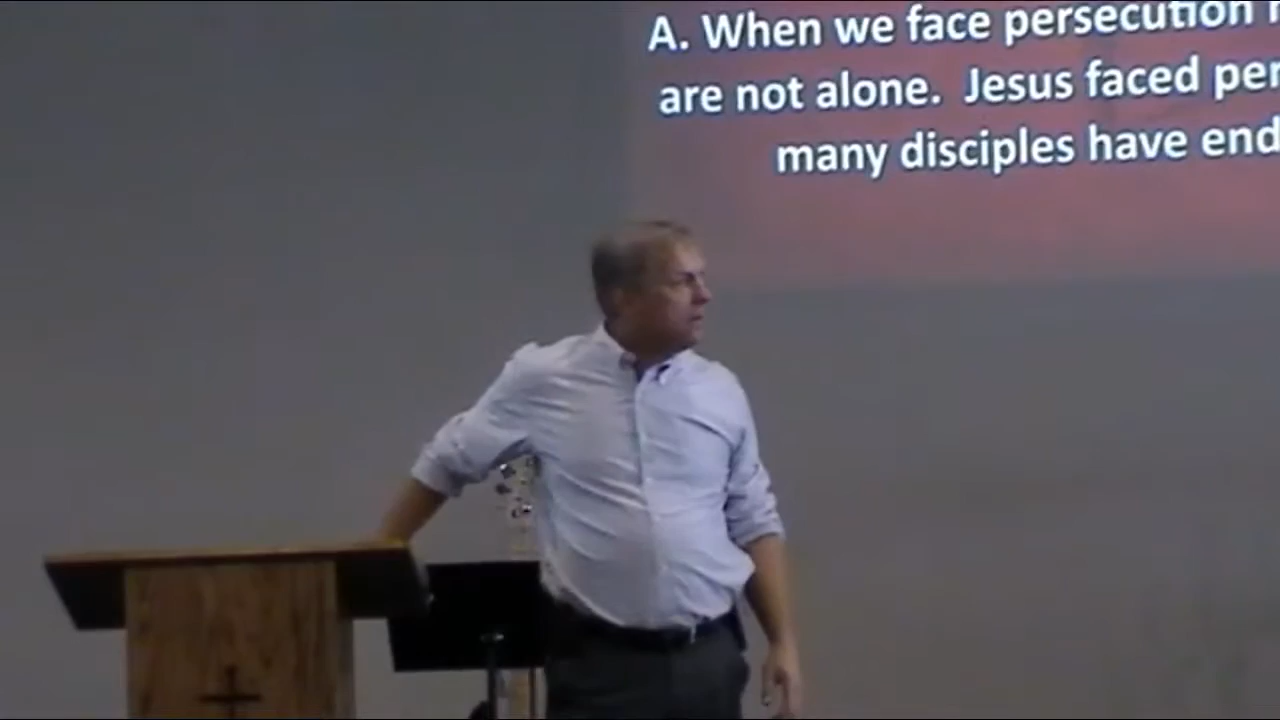 A. When we face persecution
are not alone. Jesus faced
many disciples have